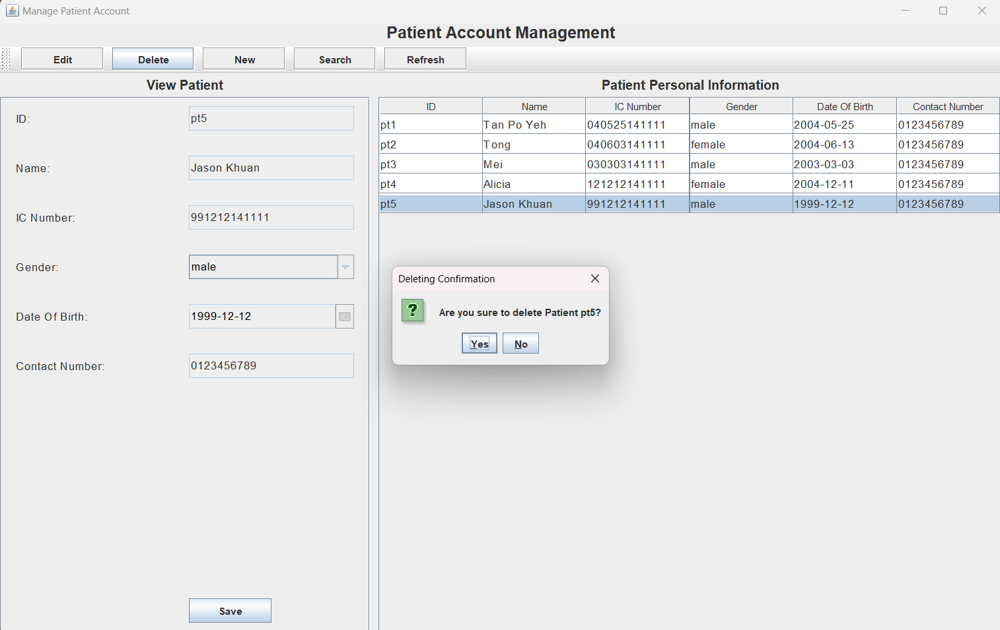 Manage Patient Account
Patient Account Management
Edit Delete New Search Refresh
View Patient
ID: pt5
Name: Jason Khuan
IC Number: 991212141111
Gender: male
Date Of Birth: 1999-12-12
Contact Number: 0123456789
Save
Patient Personal Information
ID Name IC Number Gender Date Of Birth Contact Number
pt1 Tan Po Yeh 040525141111 male 2004-05-25 0123456789
pt2 Tong 040603141111 female 2004-06-13 0123456789
pt3 Mei 030303141111 male 2003-03-03 0123456789
pt4 Alicia 121212141111 female 2004-12-11 0123456789
pt5 Jason Khuan 991212141111 male 1999-12-12 0123456789
Deleting Confirmation
? Are you sure to delete Patient pt5?
Yes No